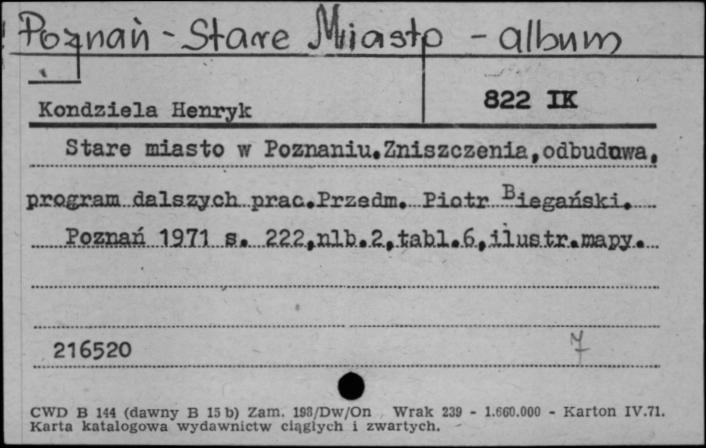 Poznań - Stare Miasto - album
Kondziela Henryk
822 IK
Stare miasto w Poznaniu.Zniszczenia,odbudowa,
program dalszych prac.Przedm. Piotr Biegański.
Poznań 1971 s. 222,nlb.2,tabl.6,ilustr.mapy.
216520
7
CWD B 144 (dawny B 15 b) Zam. 193/Dw/On Wrak 239 - 1.660.000 - Karton IV.71.
Karta katalogowa wydawnictw ciągłych i zwartych.